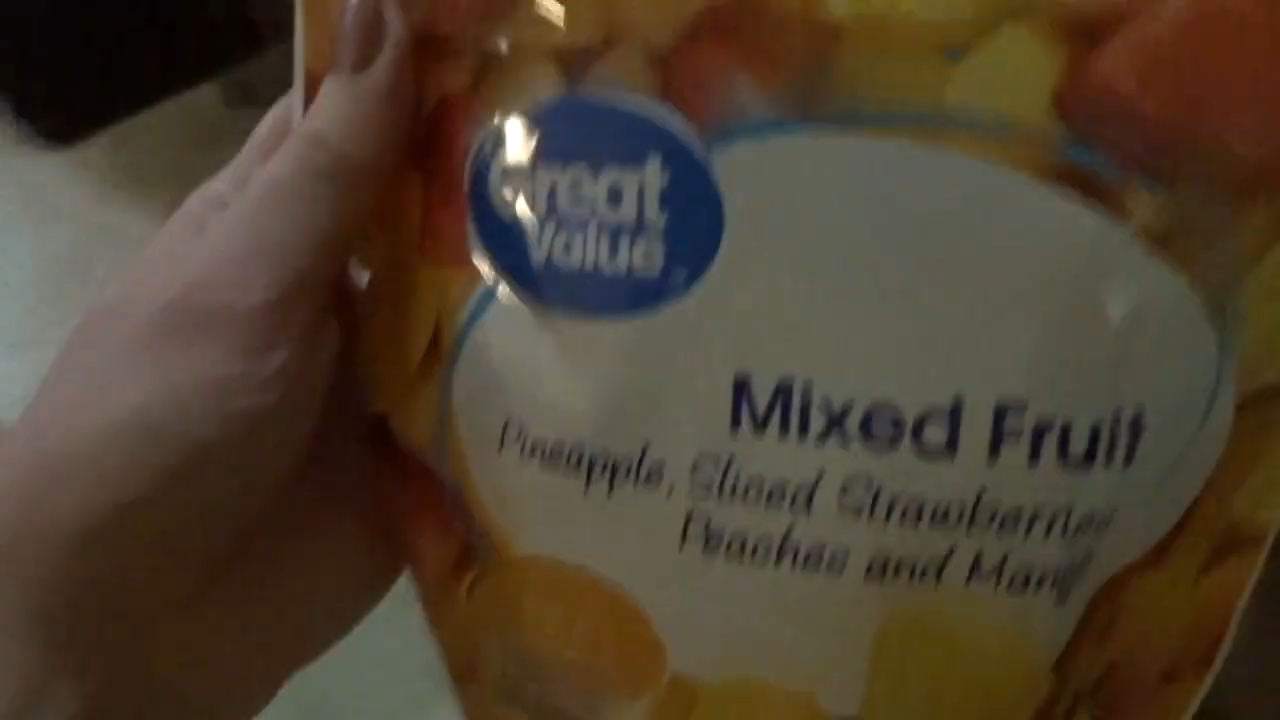 Great
Value
Mixed Fruit
Pineapple, Sliced Strawberries
Peaches and